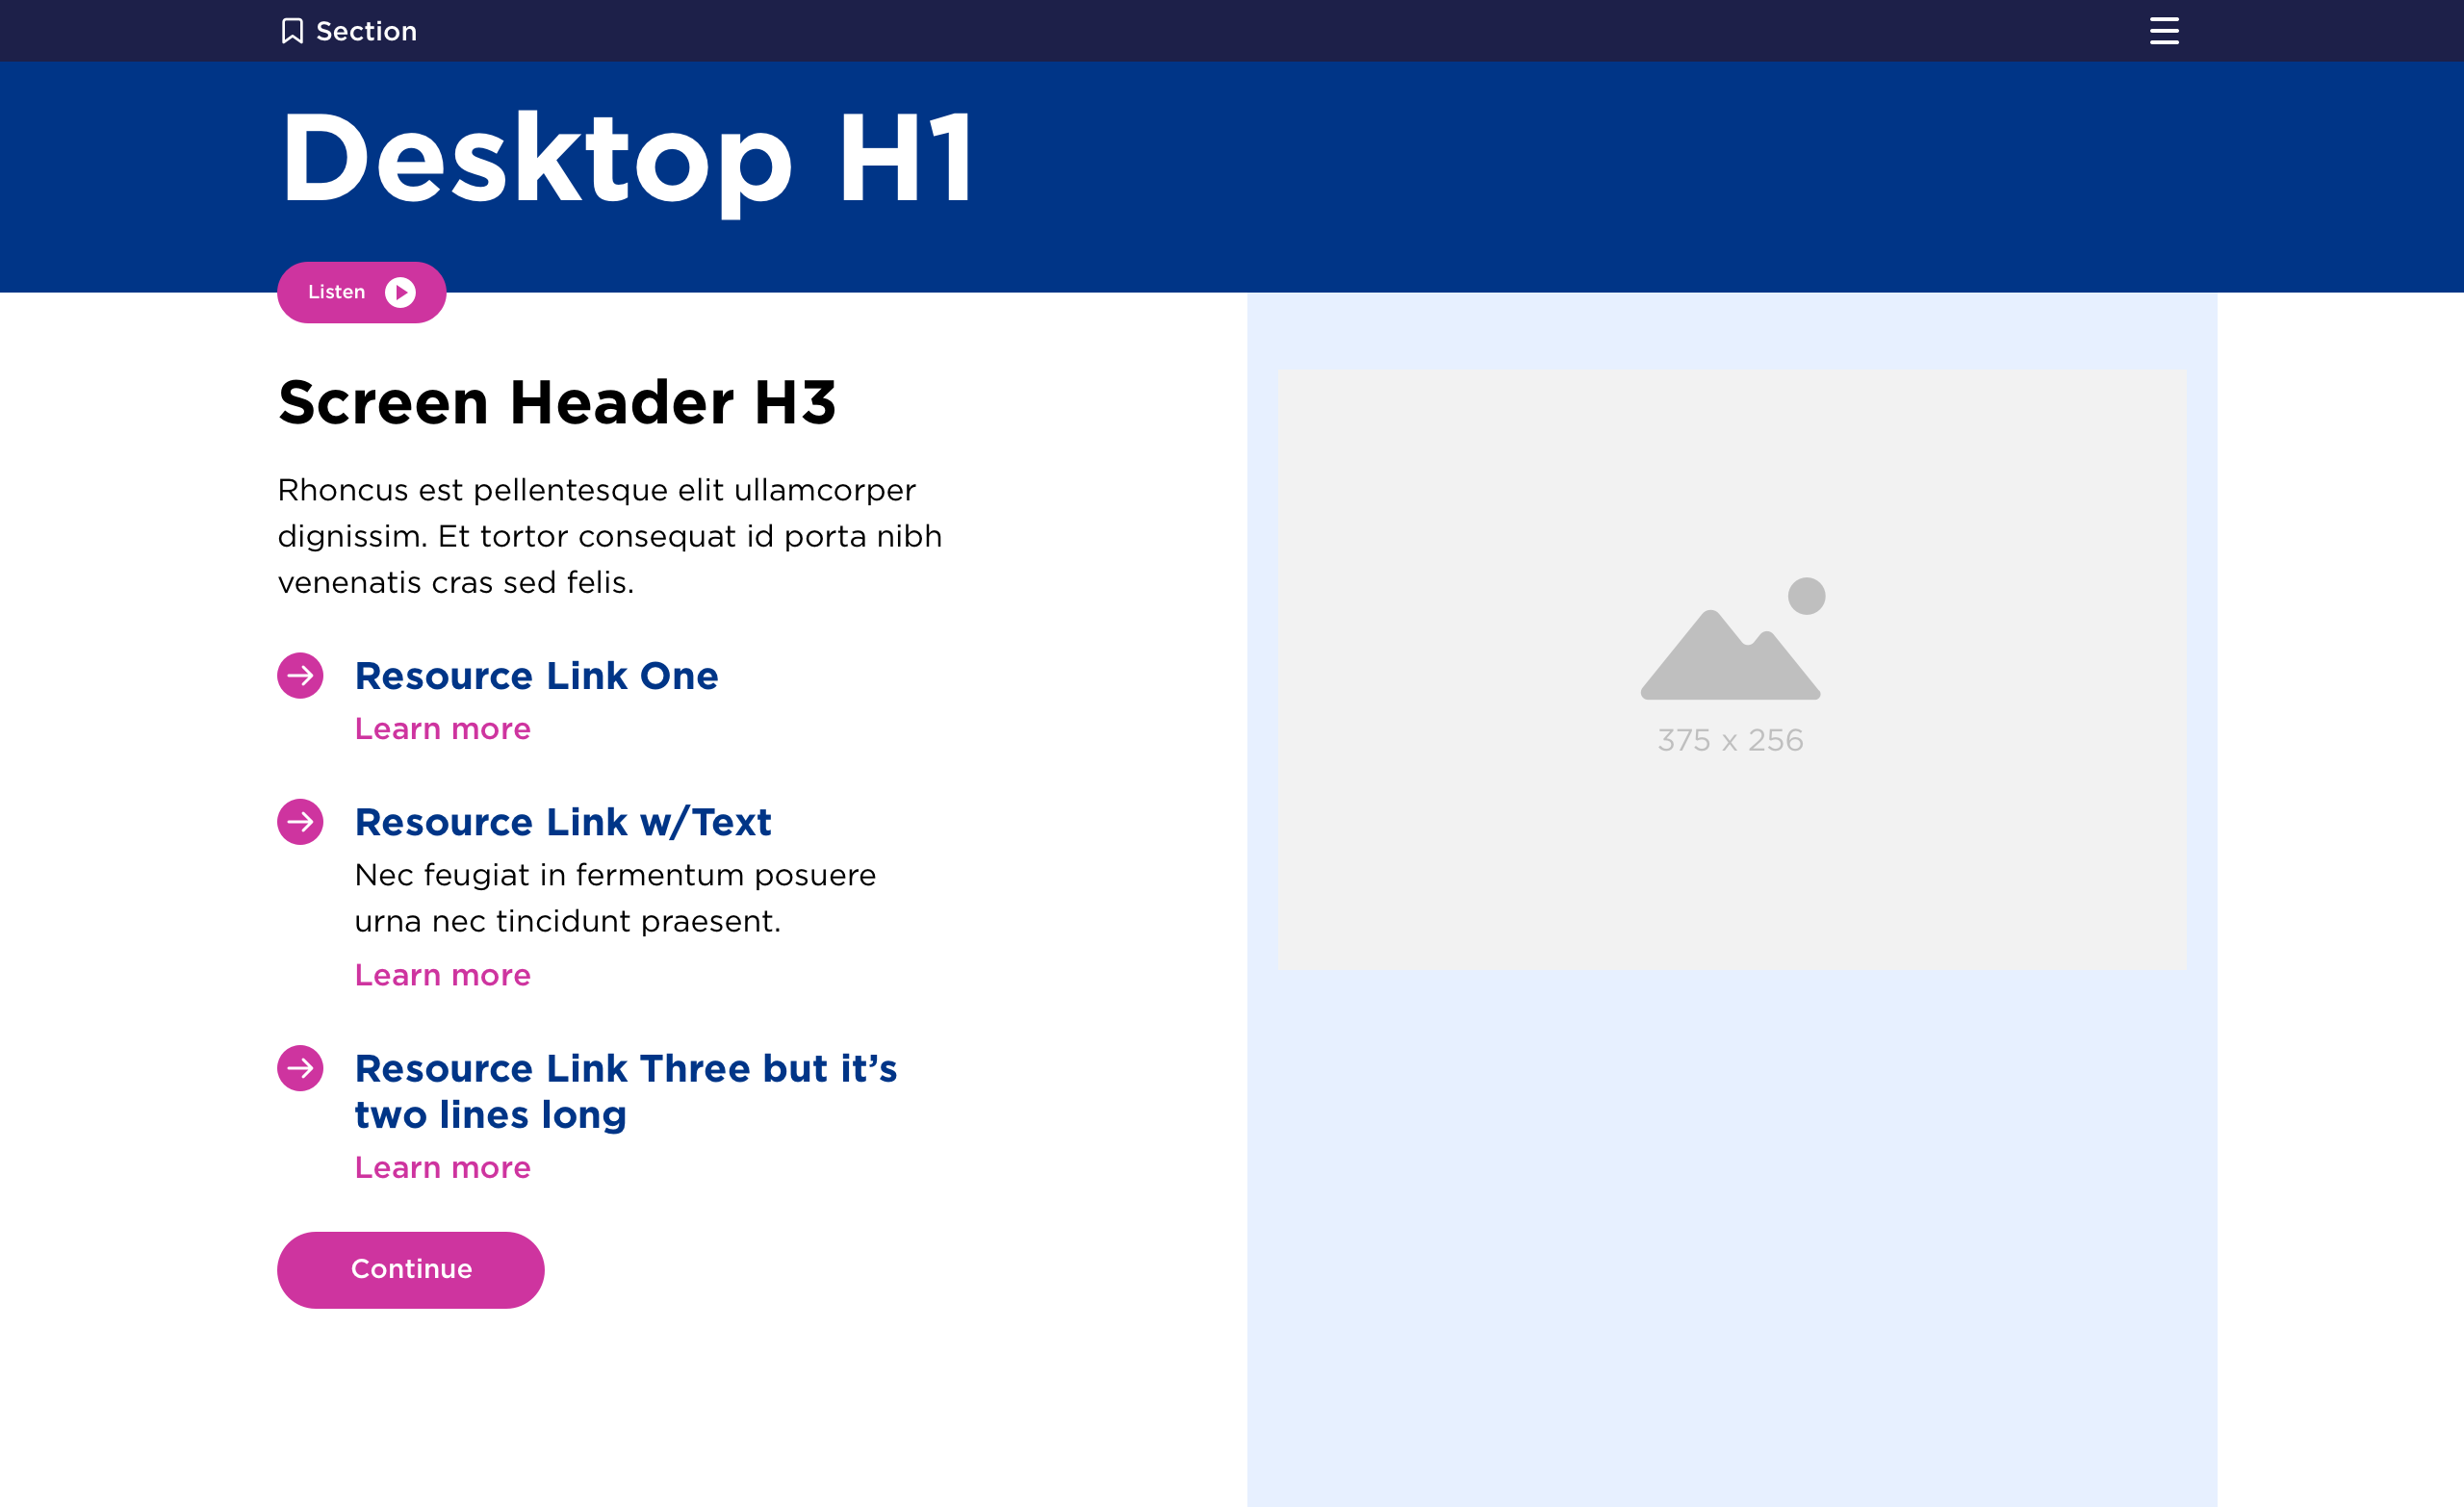 Section
Desktop H1
Listen
Screen Header H3
Rhoncus est pellentesque elit ullamcorper
dignissim. Et tortor consequat id porta nibh
venenatis cras sed felis.
Resource Link One
Learn more
Resource Link w/Text
Nec feugiat in fermentum posuere
urna nec tincidunt praesent.
Learn more
Resource Link Three but it’s
two lines long
Learn more
Continue
375 x 256